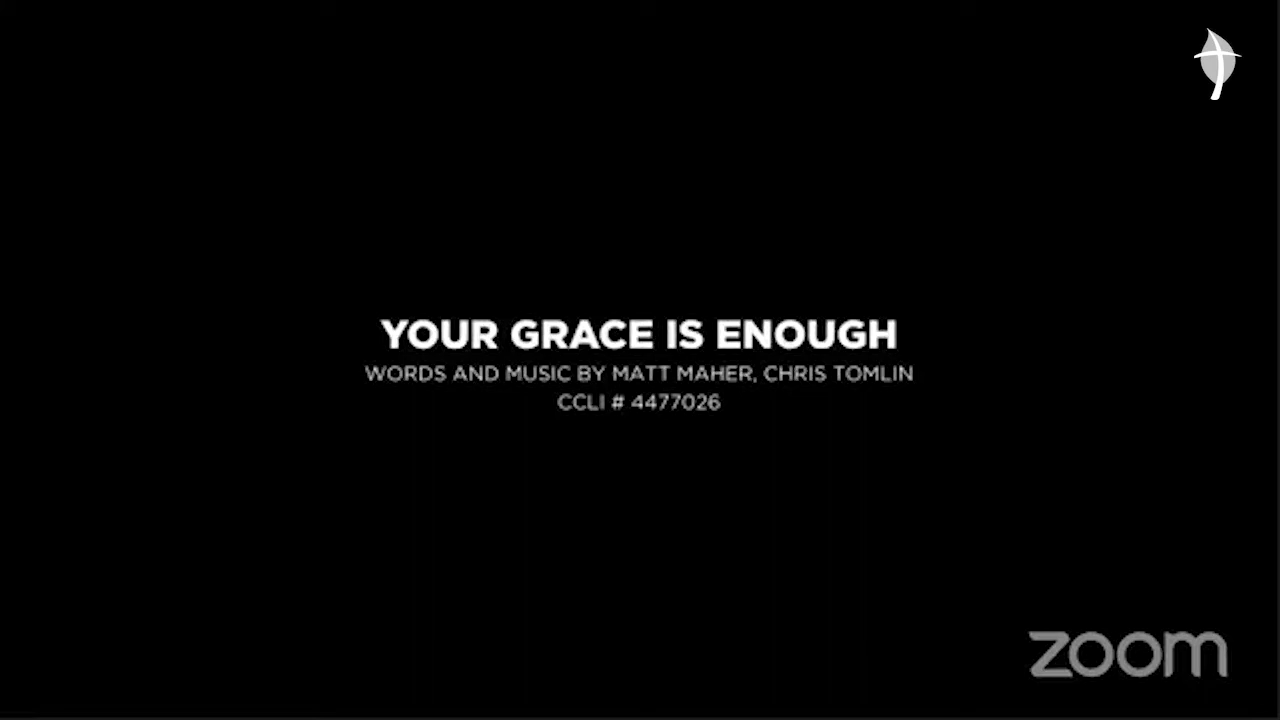 YOUR GRACE IS ENOUGH
WORDS AND MUSIC BY MATT MAHER, CHRIS TOMLIN
CCLI # 4477026
zoom